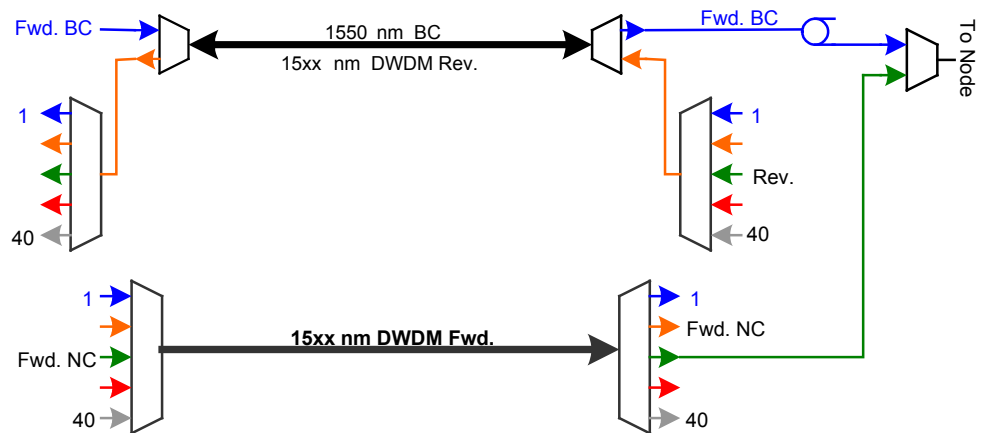 Fwd. BC
1550 nm BC
Fwd. BC
To Node
15xx nm DWDM Rev.
1
1
Rev.
40
40
1
15xx nm DWDM Fwd.
1
Fwd. NC
Fwd. NC
40
40